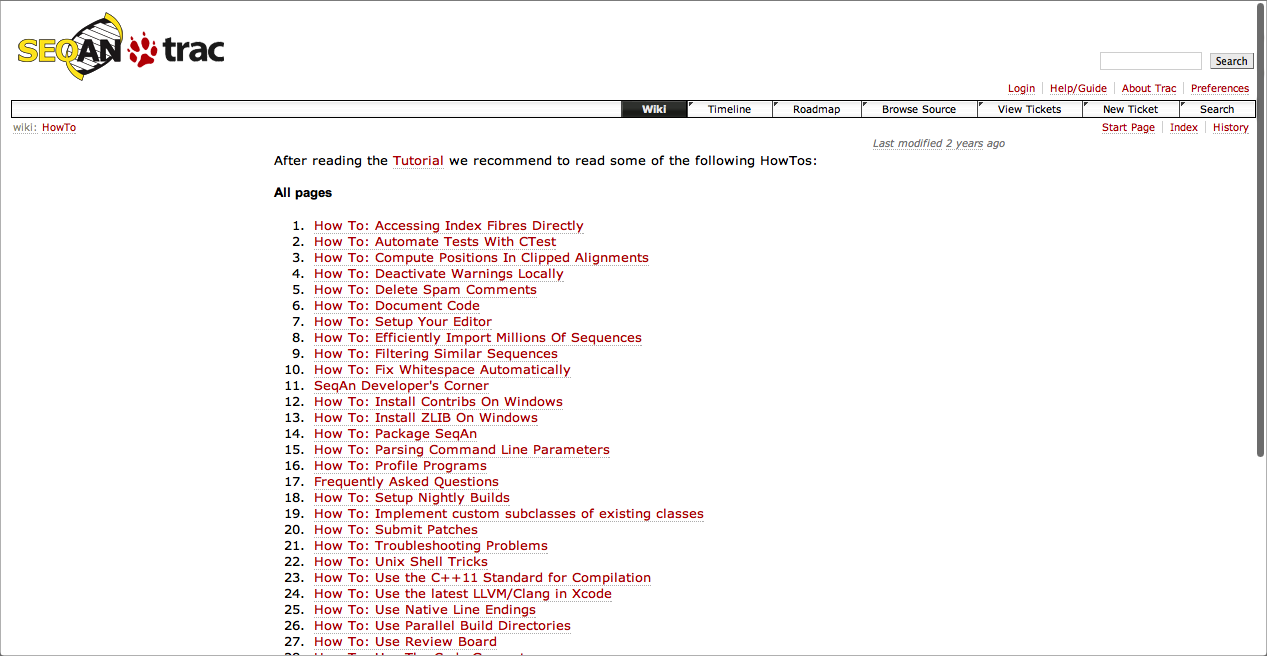 SEQAN trac
Search
Login Help/Guide About Trac Preferences
Wiki Timeline Roadmap Browse Source View Tickets New Ticket Search
wiki: HowTo Start Page Index History
Last modified 2 years ago
After reading the Tutorial we recommend to read some of the following HowTos:
All pages
1. How To: Accessing Index Fibres Directly
2. How To: Automate Tests With CTest
3. How To: Compute Positions In Clipped Alignments
4. How To: Deactivate Warnings Locally
5. How To: Delete Spam Comments
6. How To: Document Code
7. How To: Setup Your Editor
8. How To: Efficiently Import Millions Of Sequences
9. How To: Filtering Similar Sequences
10. How To: Fix Whitespace Automatically
11. SeqAn Developer's Corner
12. How To: Install Contribs On Windows
13. How To: Install ZLIB On Windows
14. How To: Package SeqAn
15. How To: Parsing Command Line Parameters
16. How To: Profile Programs
17. Frequently Asked Questions
18. How To: Setup Nightly Builds
19. How To: Implement custom subclasses of existing classes
20. How To: Submit Patches
21. How To: Troubleshooting Problems
22. How To: Unix Shell Tricks
23. How To: Use the C++11 Standard for Compilation
24. How To: Use the latest LLVM/Clang in Xcode
25. How To: Use Native Line Endings
26. How To: Use Parallel Build Directories
27. How To: Use Review Board